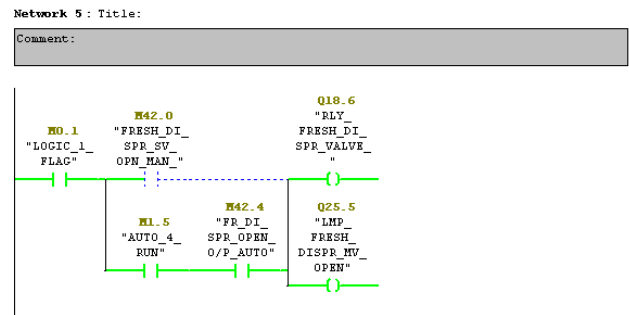 Network 5 : Title:
Comment:
Q18.6
M42.0
"RLY_
"FRESH_DI_
FRESH_DI_
M0.1
SPR_SV_
SPR_VALVE_
"LOGIC_1_
OPN_MAN_"
"
FLAG"
M42.4
Q25.5
M1.5
"FR_DI_
"LMP_
"AUTO_4_
SPR_OPEN_
FRESH_
RUN"
O/P_AUTO"
DISPR_MV_
OPEN"